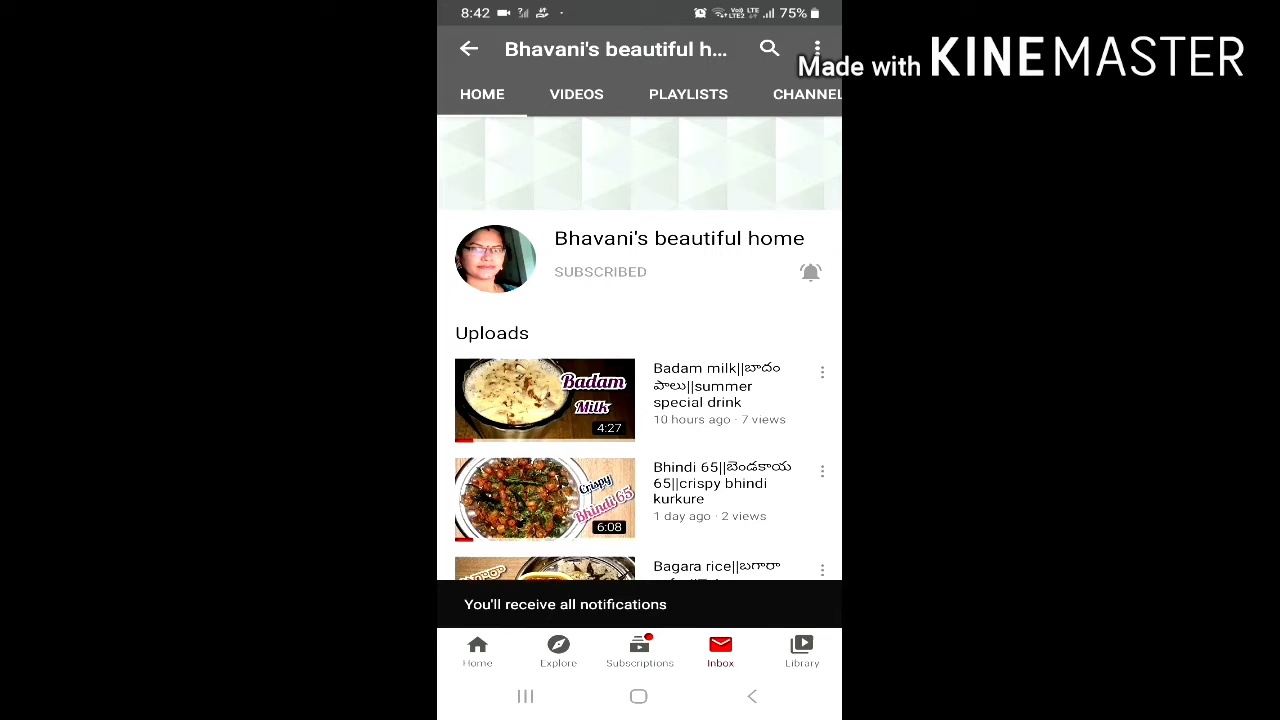 8:42 75%
Bhavani's beautiful h...
Made with KINEMASTER
HOME VIDEOS PLAYLISTS CHANNEL
Bhavani's beautiful home
SUBSCRIBED
Uploads
Badam
Milk
4:27
Badam milk||బాదం
పాలు||summer
special drink
10 hours ago · 7 views
Crispy
Bhindi 65
6:08
Bhindi 65||బెండకాయ
65||crispy bhindi
kurkure
1 day ago · 2 views
Bagara rice||బగారా
You'll receive all notifications
Home Explore Subscriptions Inbox Library